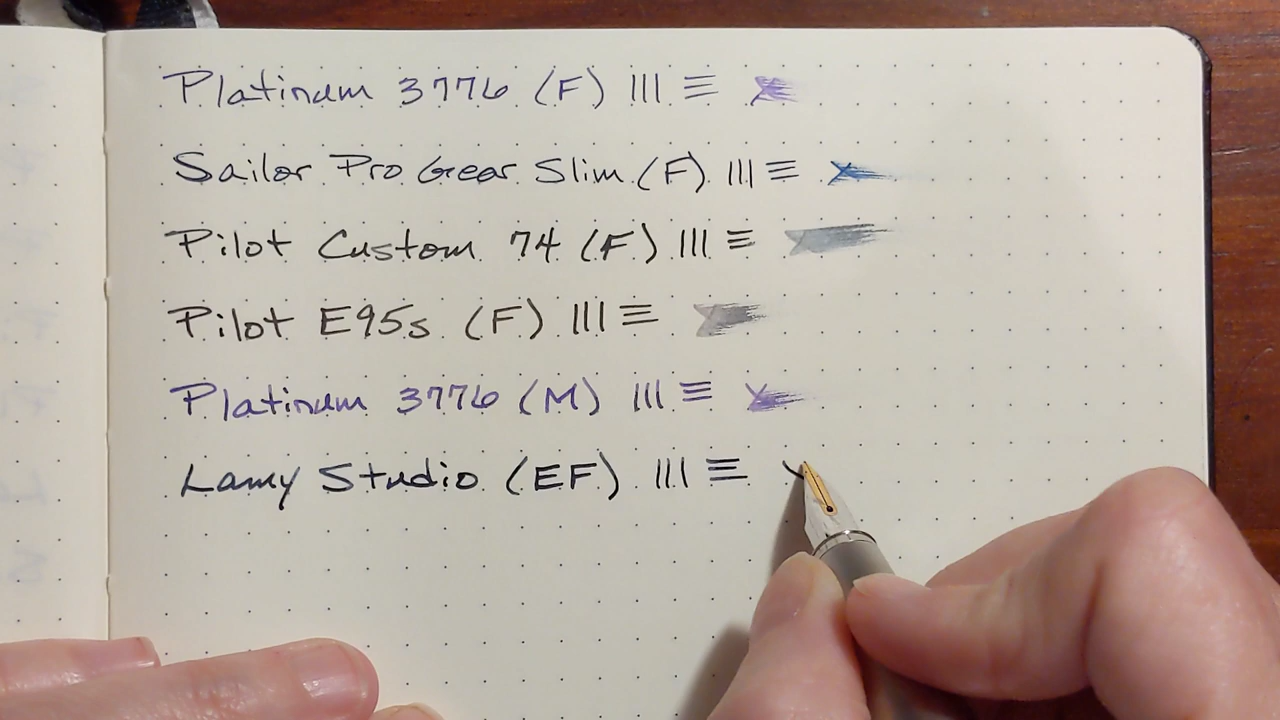 Platinum 3776 (F) ||| ≡ x
Sailor Pro Gear Slim (F) ||| ≡ x
Pilot Custom 74 (F) ||| ≡ x
Pilot E95s (F) ||| ≡ x
Platinum 3776 (M) ||| ≡ x
Lamy Studio (EF) ||| ≡